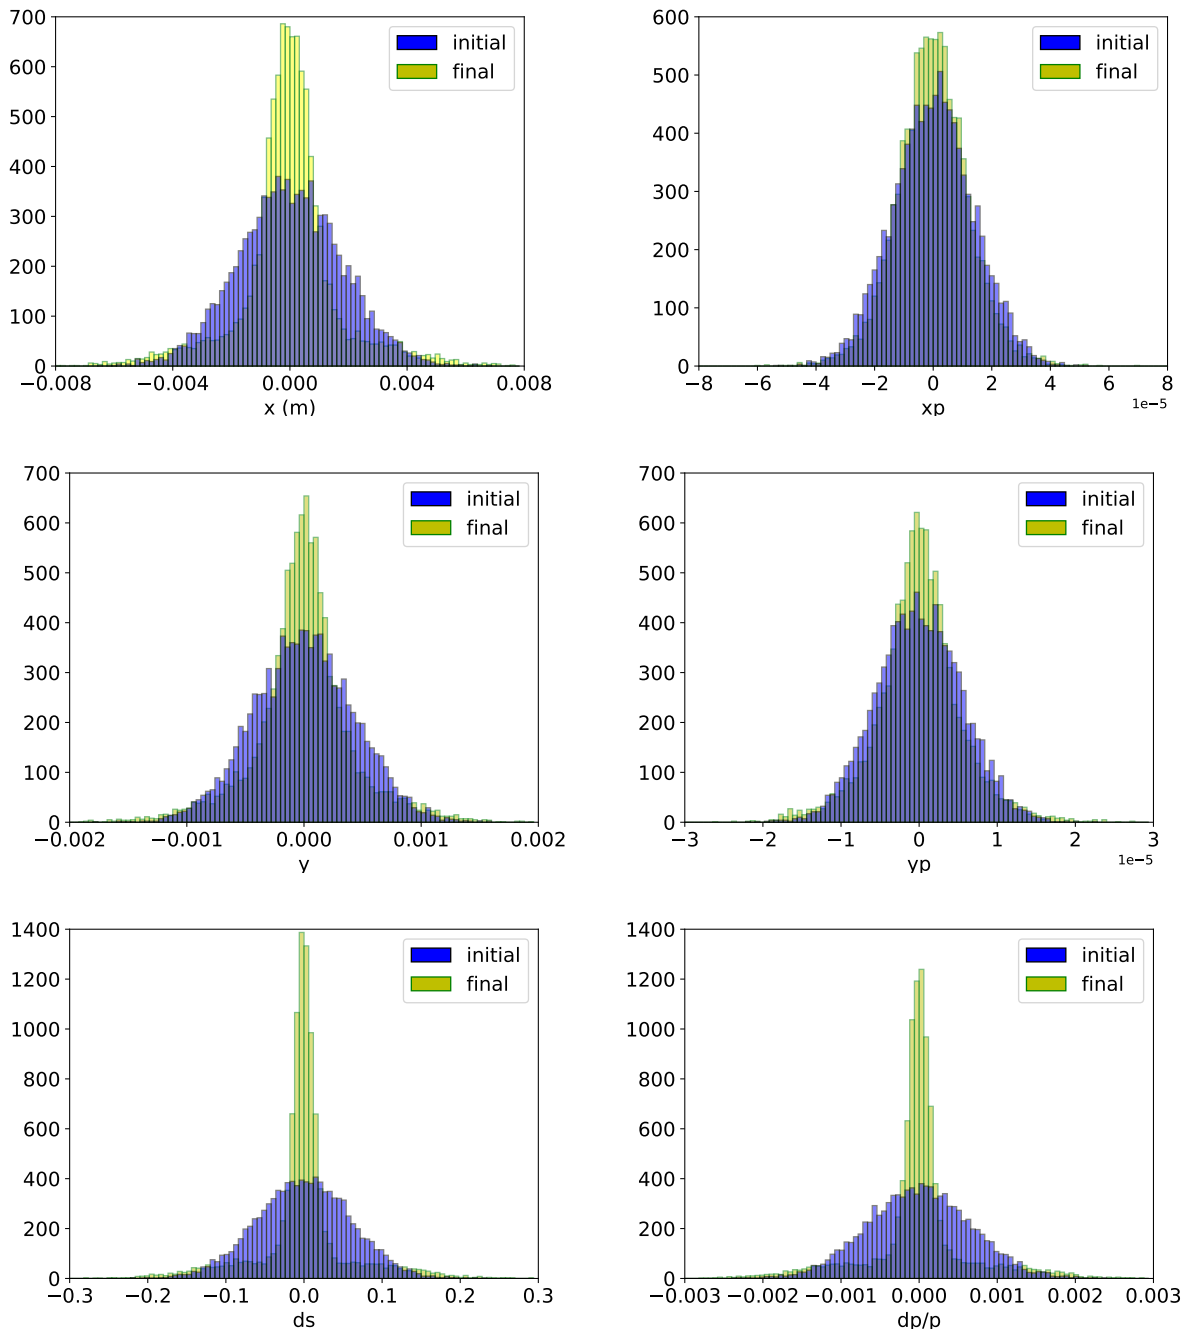 700
600
500
400
300
200
100
0
−0.008 −0.004 0.000 0.004 0.008
x (m)
initial
final
600
500
400
300
200
100
0
−8 −6 −4 −2 0 2 4 6 8
1e−5
xp
initial
final
700
600
500
400
300
200
100
0
−0.002 −0.001 0.000 0.001 0.002
y
initial
final
700
600
500
400
300
200
100
0
−3 −2 −1 0 1 2 3
1e−5
yp
initial
final
1400
1200
1000
800
600
400
200
0
−0.3 −0.2 −0.1 0.0 0.1 0.2 0.3
ds
initial
final
1400
1200
1000
800
600
400
200
0
−0.003 −0.002 −0.001 0.000 0.001 0.002 0.003
dp/p
initial
final